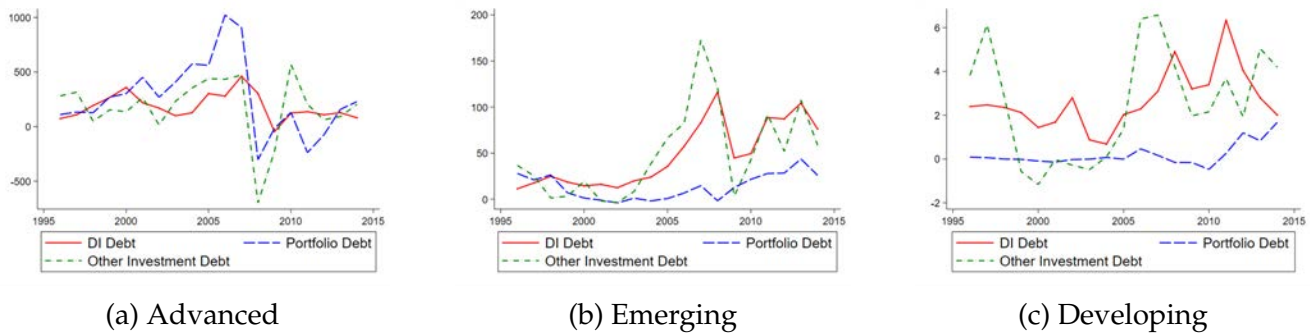 1000
500
0
-500
1995 2000 2005 2010 2015
DI Debt Portfolio Debt
Other Investment Debt
(a) Advanced
200
150
100
50
0
1995 2000 2005 2010 2015
DI Debt Portfolio Debt
Other Investment Debt
(b) Emerging
6
4
2
0
-2
1995 2000 2005 2010 2015
DI Debt Portfolio Debt
Other Investment Debt
(c) Developing